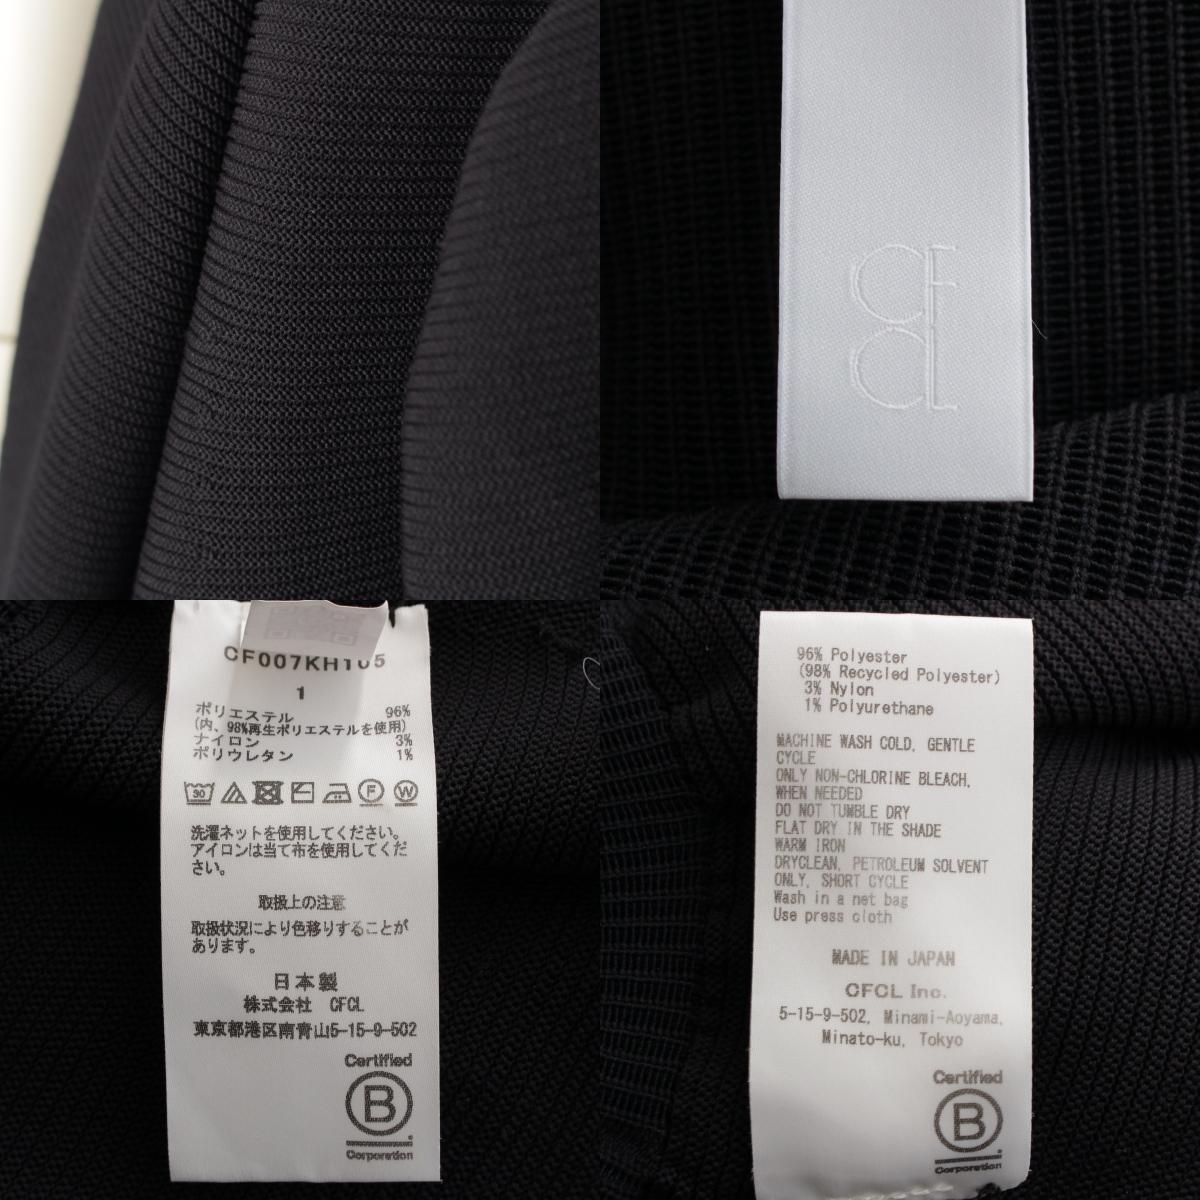 CFCL
CF007KH105
1
ポリエステル 96%
(内、98%再生ポリエステルを使用)
ナイロン 3%
ポリウレタン 1%
30 F W
洗濯ネットを使用してください。
アイロンは当て布を使用してくだ
さい。
取扱上の注意
取扱状況により色移りすることが
あります。
日本製
株式会社 CFCL
東京都港区南青山5-15-9-502
Certified
B
Corporation
96% Polyester
(98% Recycled Polyester)
3% Nylon
1% Polyurethane
MACHINE WASH COLD, GENTLE
CYCLE
ONLY NON-CHLORINE BLEACH,
WHEN NEEDED
DO NOT TUMBLE DRY
FLAT DRY IN THE SHADE
WARM IRON
DRYCLEAN, PETROLEUM SOLVENT
ONLY, SHORT CYCLE
Wash in a net bag
Use press cloth
MADE IN JAPAN
CFCL Inc.
5-15-9-502, Minami-Aoyama,
Minato-ku, Tokyo
Certified
B
Corporation